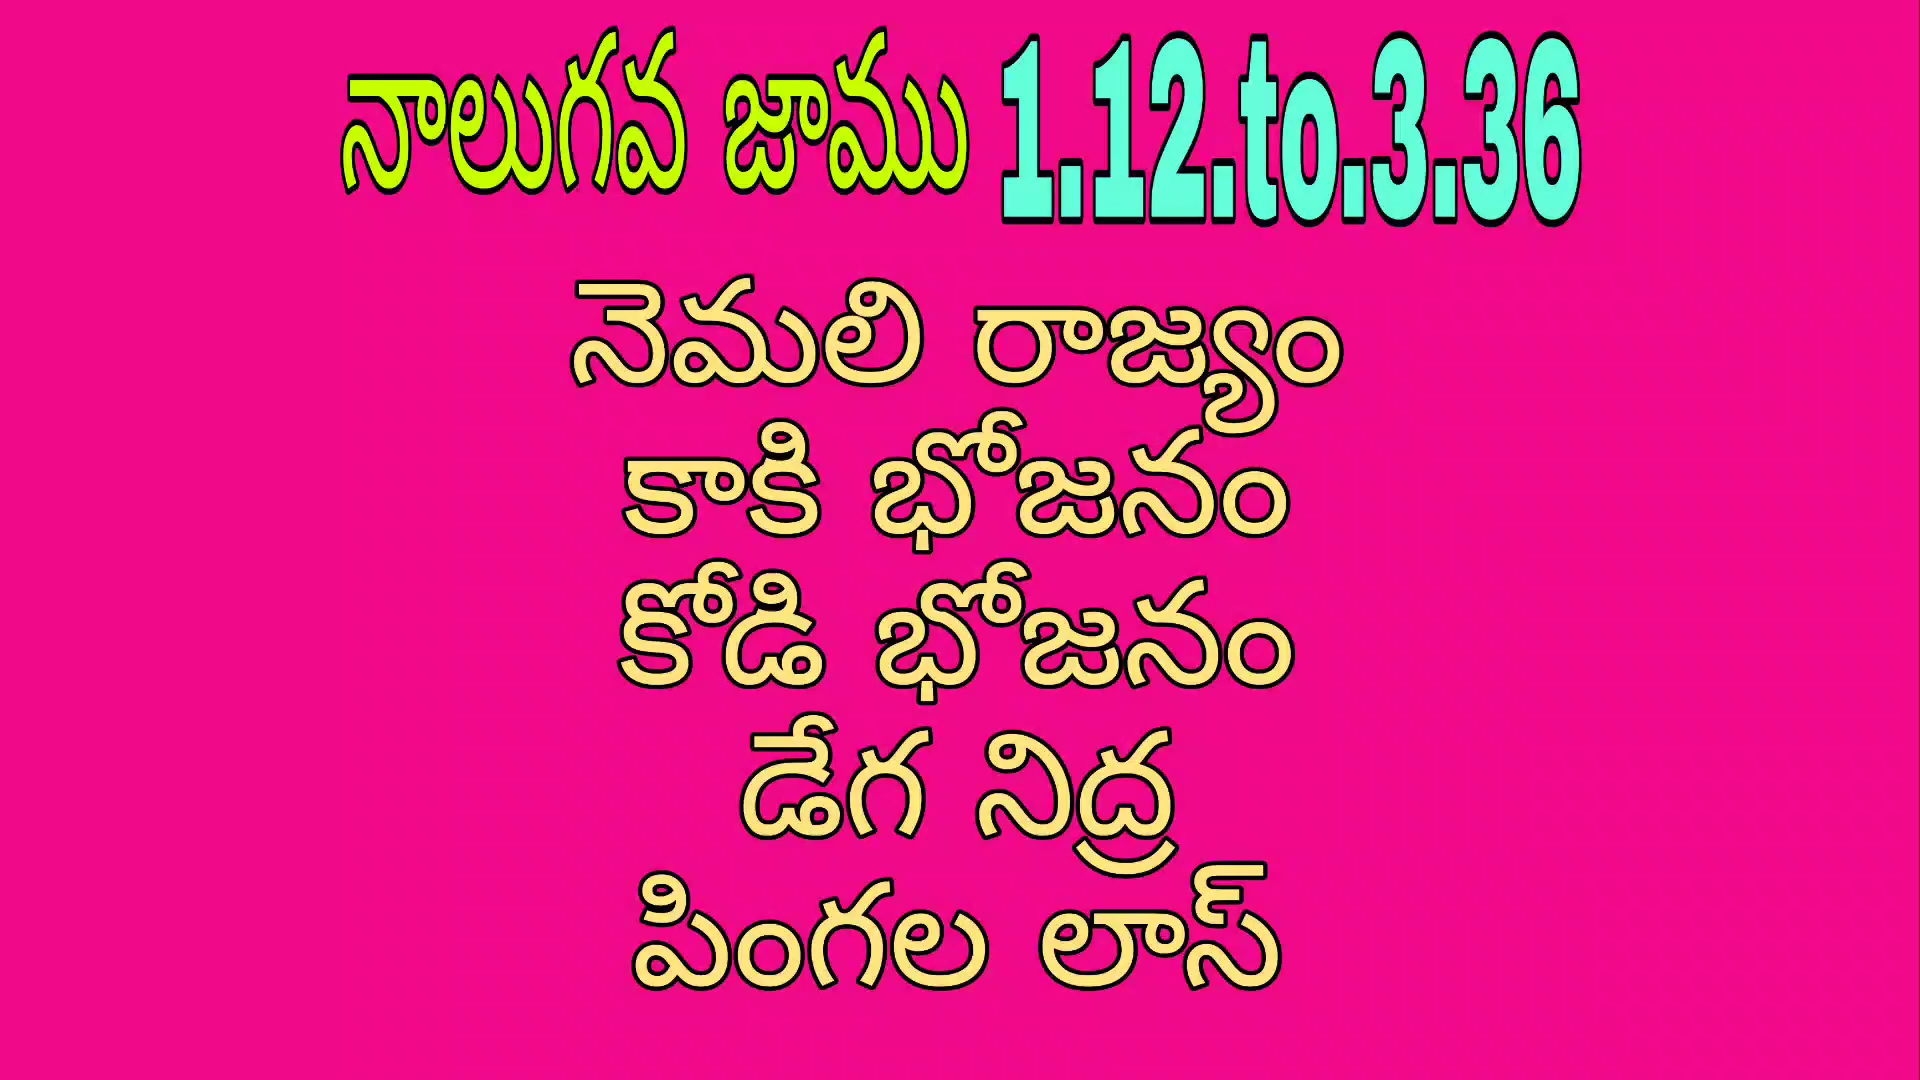 నాలుగవ జాము 1.12.to.3.36
నెమలి రాజ్యం
కాకి భోజనం
కోడి భోజనం
డేగ నిద్ర
పింగల లాస్